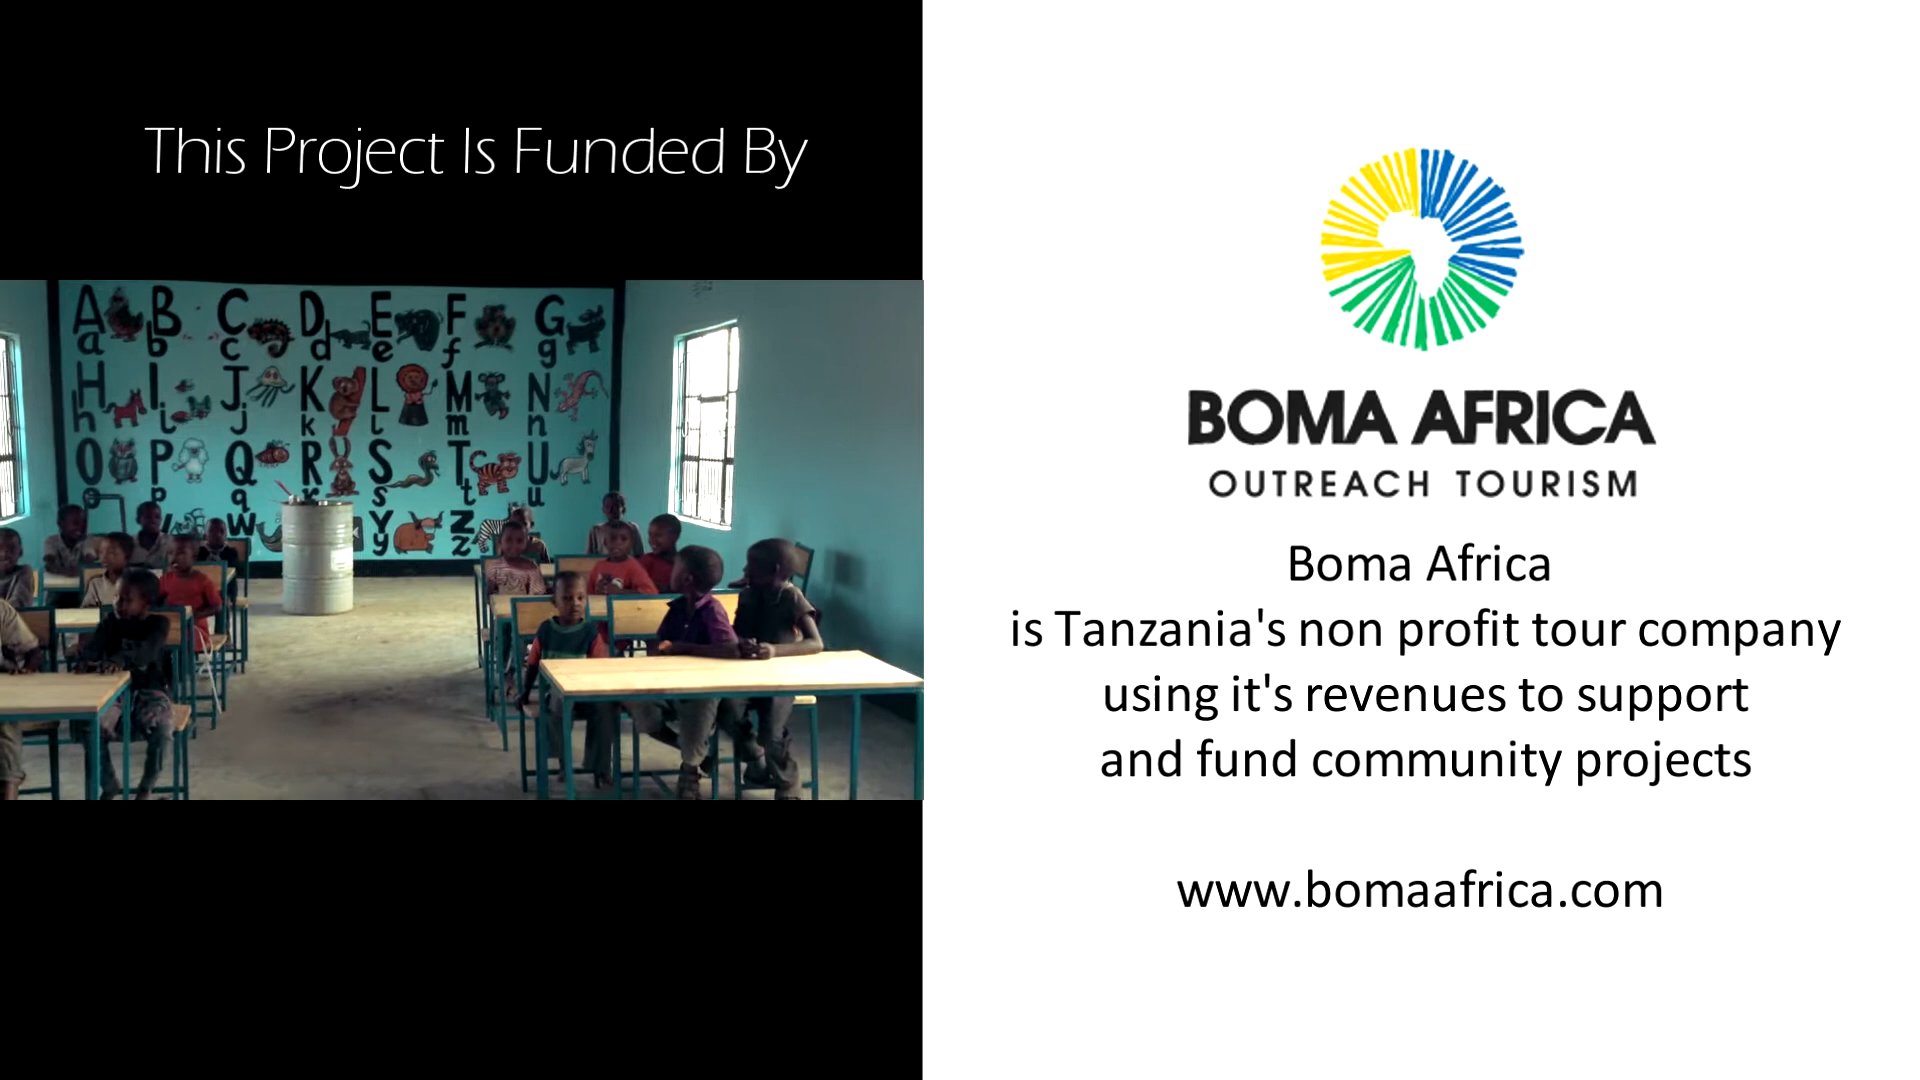 This Project Is Funded By
A B C D E F G
a b c d e f g
H I J K L M N
h i j k l m n
O P Q R S T U
o p q r s t u
w Y Z
y z
BOMA AFRICA
OUTREACH TOURISM
Boma Africa
is Tanzania's non profit tour company
using it's revenues to support
and fund community projects
www.bomaafrica.com